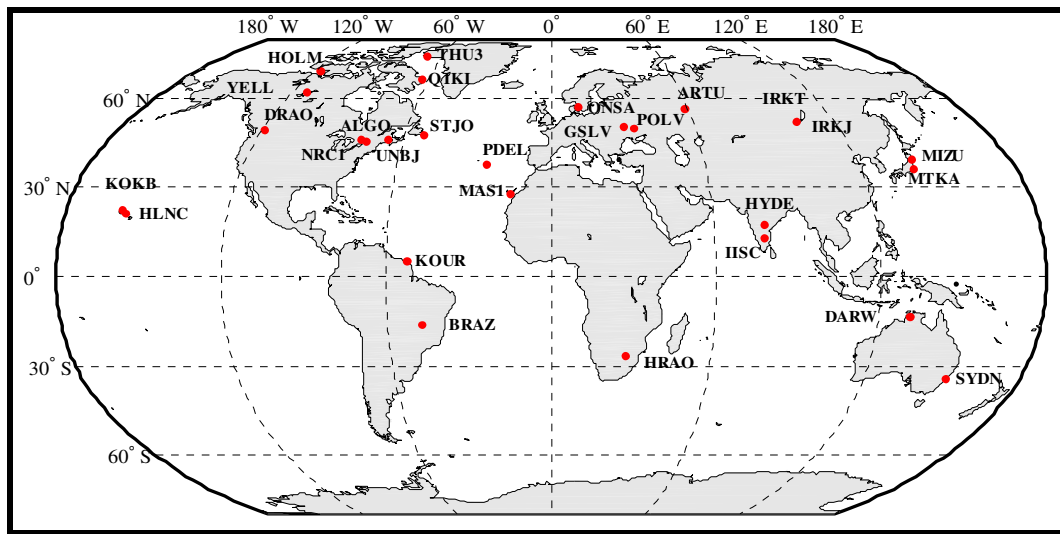 180° W 120° W 60° W 0° 60° E 120° E 180° E
HOLM THU3
YELL QIKI
60° N DRAO ONSA ARTU IRKT
ALGO STJO GSLV POLV IRKJ
NRC1 UNBJ PDEL MIZU
30° N MAS1 MTKA
KOKB HYDE
HLNC
KOUR IISC
0°
BRAZ DARW
30° S HRAO SYDN
60° S